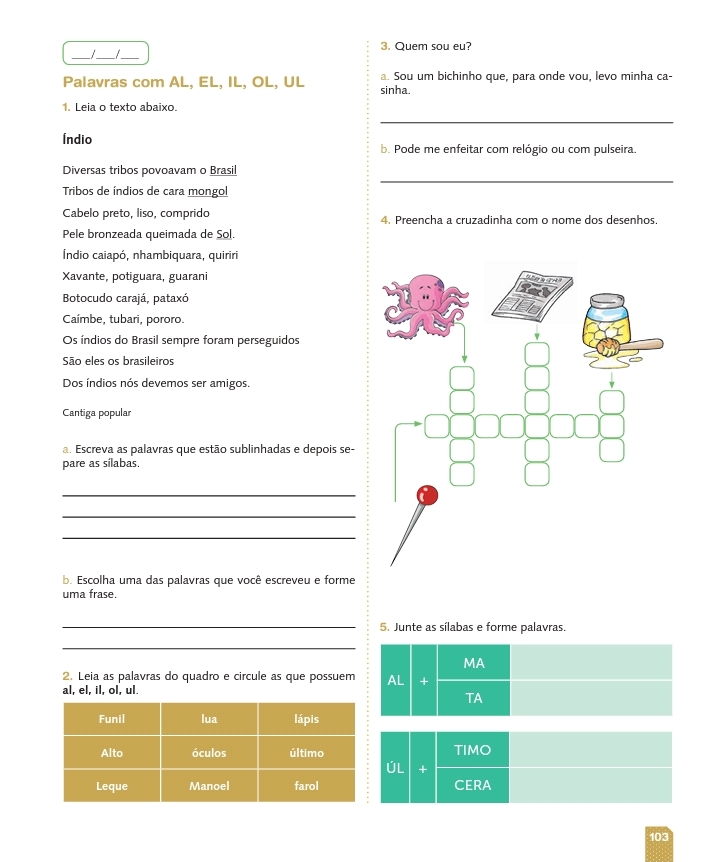 ___/___/___
Palavras com AL, EL, IL, OL, UL
1. Leia o texto abaixo.
Índio
Diversas tribos povoavam o Brasil
Tribos de índios de cara mongol
Cabelo preto, liso, comprido
Pele bronzeada queimada de Sol.
Índio caiapó, nhambiquara, quiriri
Xavante, potiguara, guarani
Botocudo carajá, pataxó
Caímbe, tubari, pororo.
Os índios do Brasil sempre foram perseguidos
São eles os brasileiros
Dos índios nós devemos ser amigos.
Cantiga popular
a. Escreva as palavras que estão sublinhadas e depois se-
pare as sílabas.
b. Escolha uma das palavras que você escreveu e forme
uma frase.
2. Leia as palavras do quadro e circule as que possuem
al, el, il, ol, ul.
Funil lua lápis
Alto óculos último
Leque Manoel farol
3. Quem sou eu?
a. Sou um bichinho que, para onde vou, levo minha ca-
sinha.
b. Pode me enfeitar com relógio ou com pulseira.
4. Preencha a cruzadinha com o nome dos desenhos.
5. Junte as sílabas e forme palavras.
AL + MA
TA
ÚL + TIMO
CERA
103